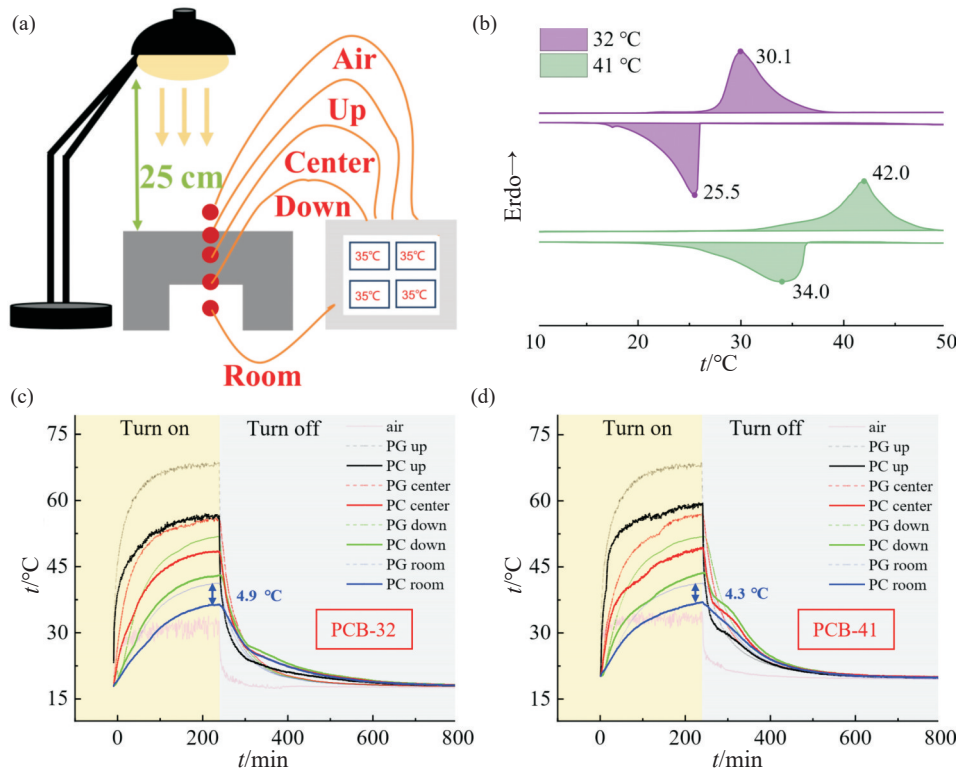 (a)
Air
Up
Center
Down
25 cm
35℃ 35℃
35℃ 35℃
Room
(b)
32 °C
41 °C
30.1
25.5
42.0
34.0
Erdo→
10 20 30 40 50
t/°C
(c)
Turn on Turn off
air
PG up
PC up
PG center
PC center
PG down
PC down
PG room
PC room
4.9 °C
PCB-32
75
60
45
30
15
t/°C
0 200 400 600 800
t/min
(d)
Turn on Turn off
air
PG up
PC up
PG center
PC center
PG down
PC down
PG room
PC room
4.3 °C
PCB-41
75
60
45
30
15
t/°C
0 200 400 600 800
t/min